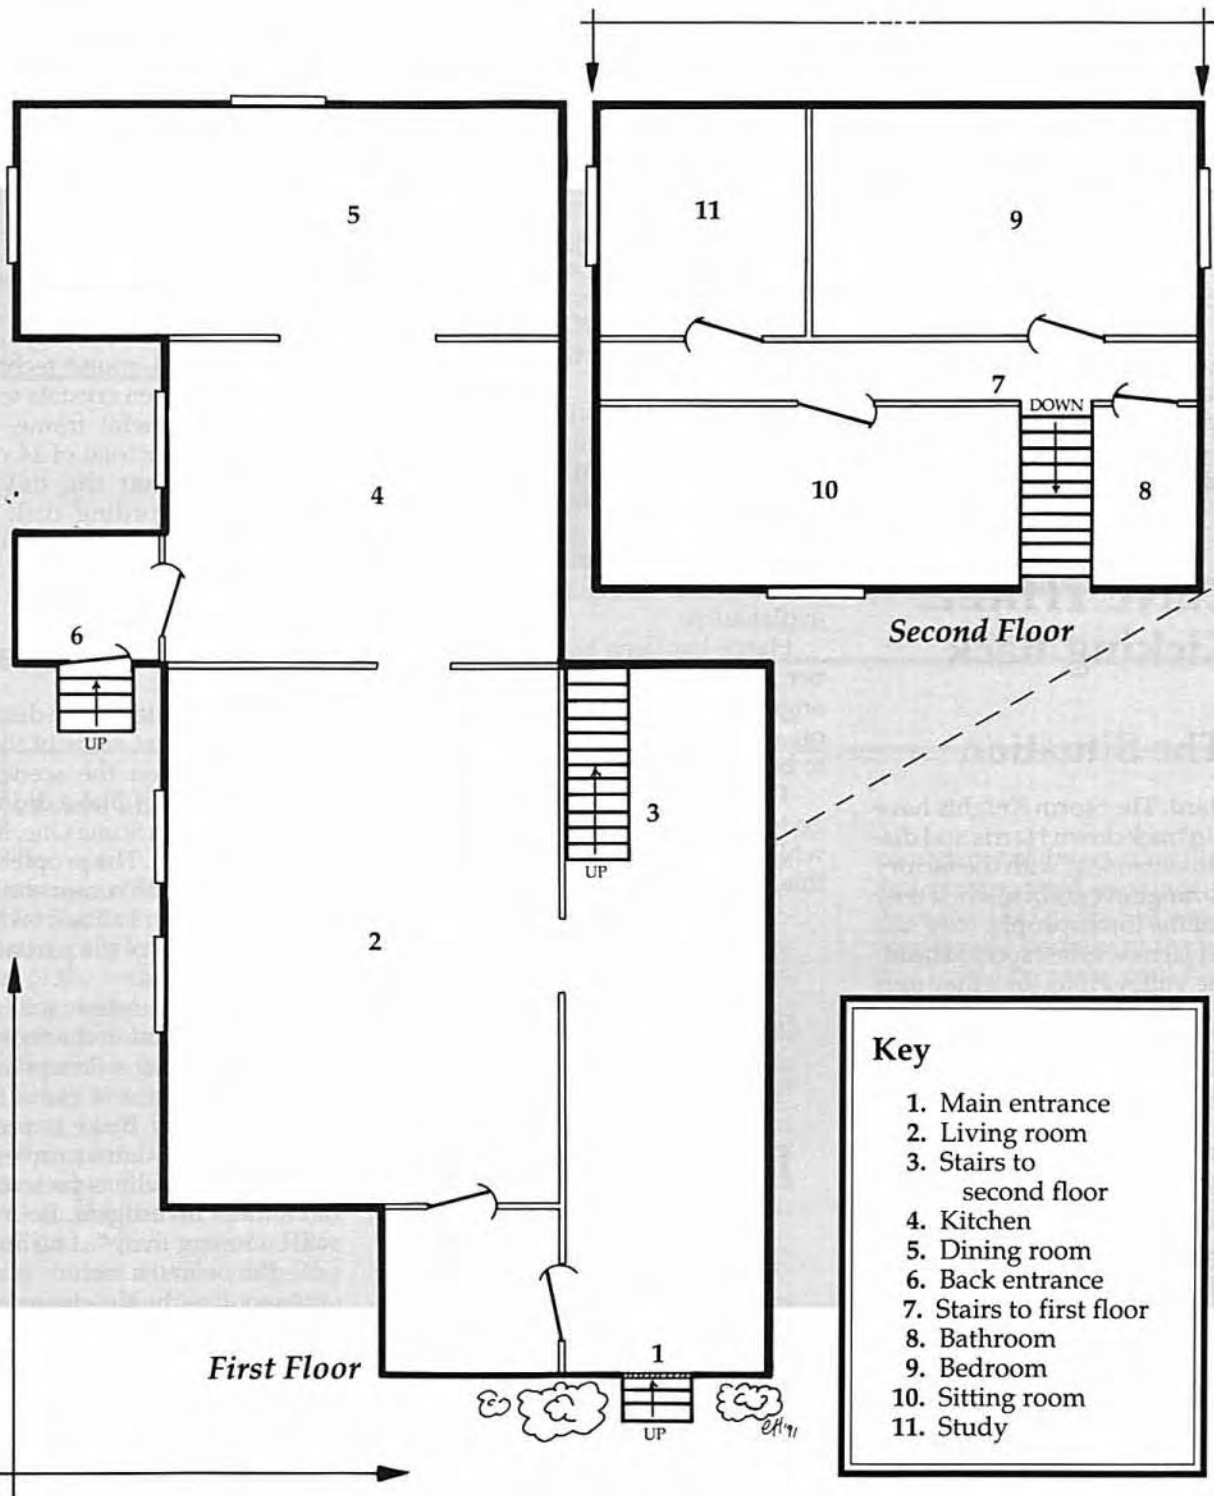 5
11
9
7
DOWN
4
10
8
6
Second Floor
UP
3
UP
2
Key
1. Main entrance
2. Living room
3. Stairs to
second floor
4. Kitchen
5. Dining room
6. Back entrance
7. Stairs to first floor
8. Bathroom
9. Bedroom
10. Sitting room
11. Study
First Floor
1
UP